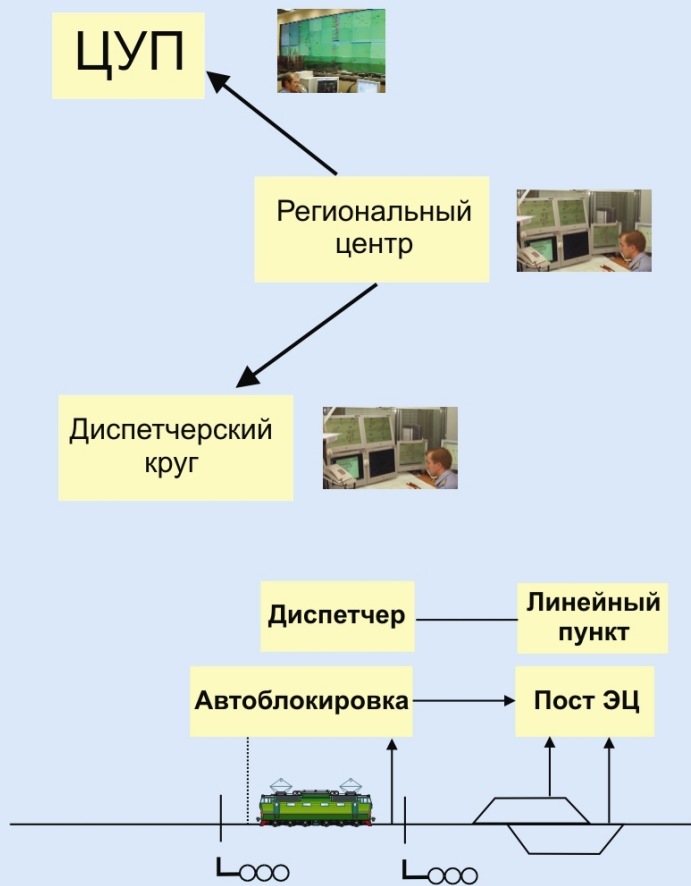 ЦУП
Региональный
центр
Диспетчерский
круг
Диспетчер
Линейный
пункт
Автоблокировка
Пост ЭЦ